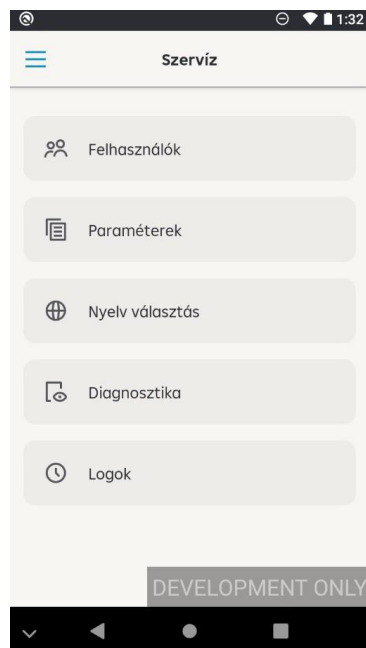 1:32
Szervíz
Felhasználók
Paraméterek
Nyelv választás
Diagnosztika
Logok
DEVELOPMENT ONLY